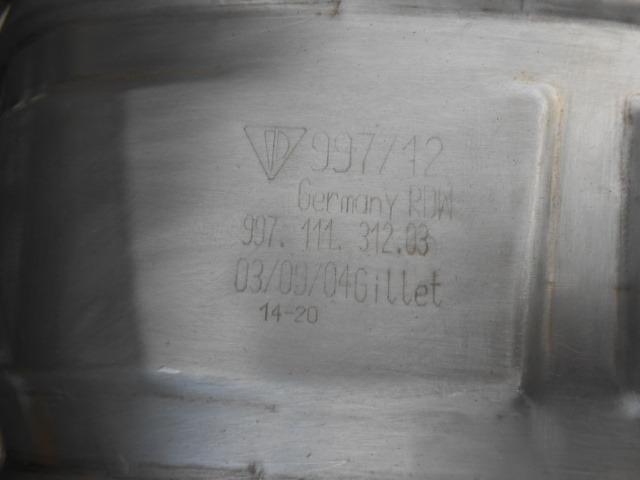 997/12
Germany RDW
997. 111. 312.03
03/09/04Gillet
14-20